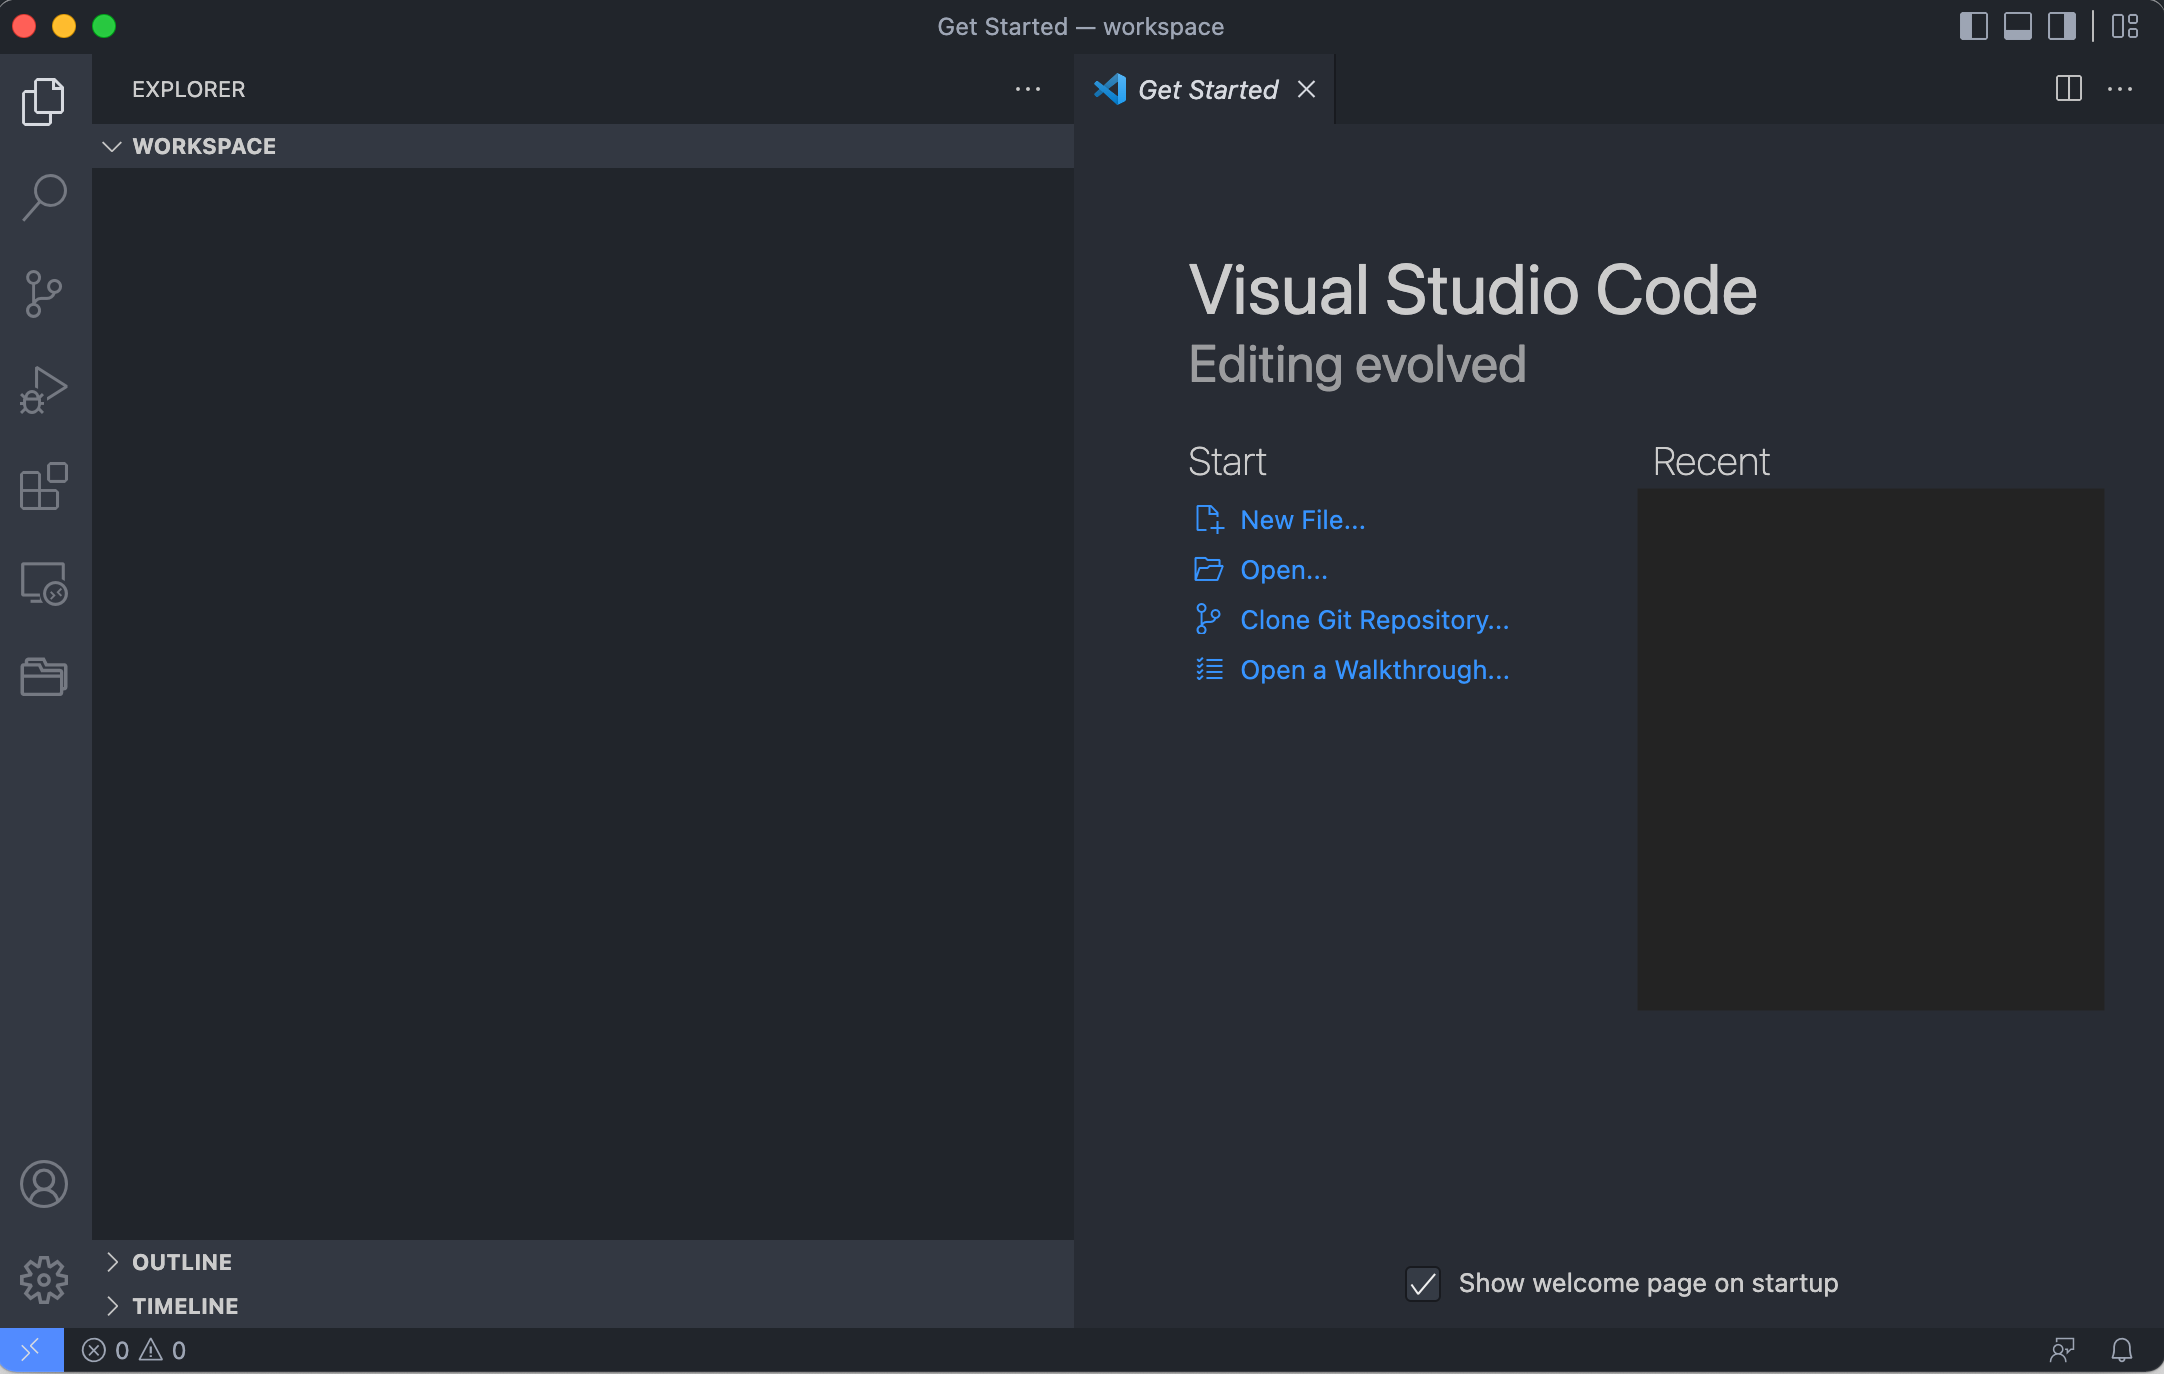 Get Started — workspace
EXPLORER
Get Started
WORKSPACE
Visual Studio Code
Editing evolved
Start
New File...
Open...
Clone Git Repository...
Open a Walkthrough...
Recent
OUTLINE
TIMELINE
Show welcome page on startup
0 0